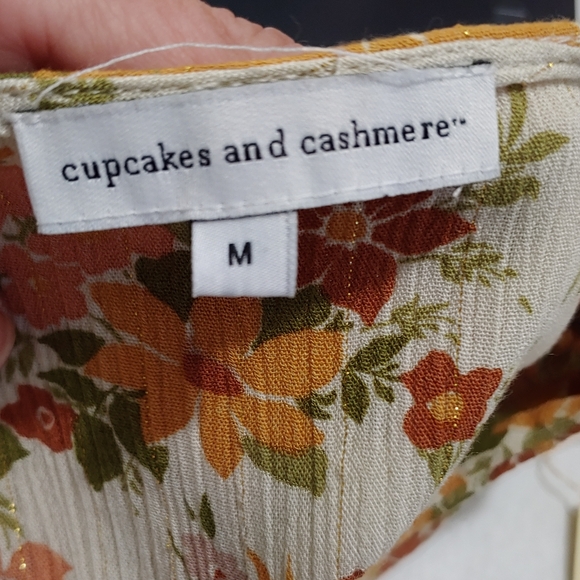 cupcakes and cashmere™
M